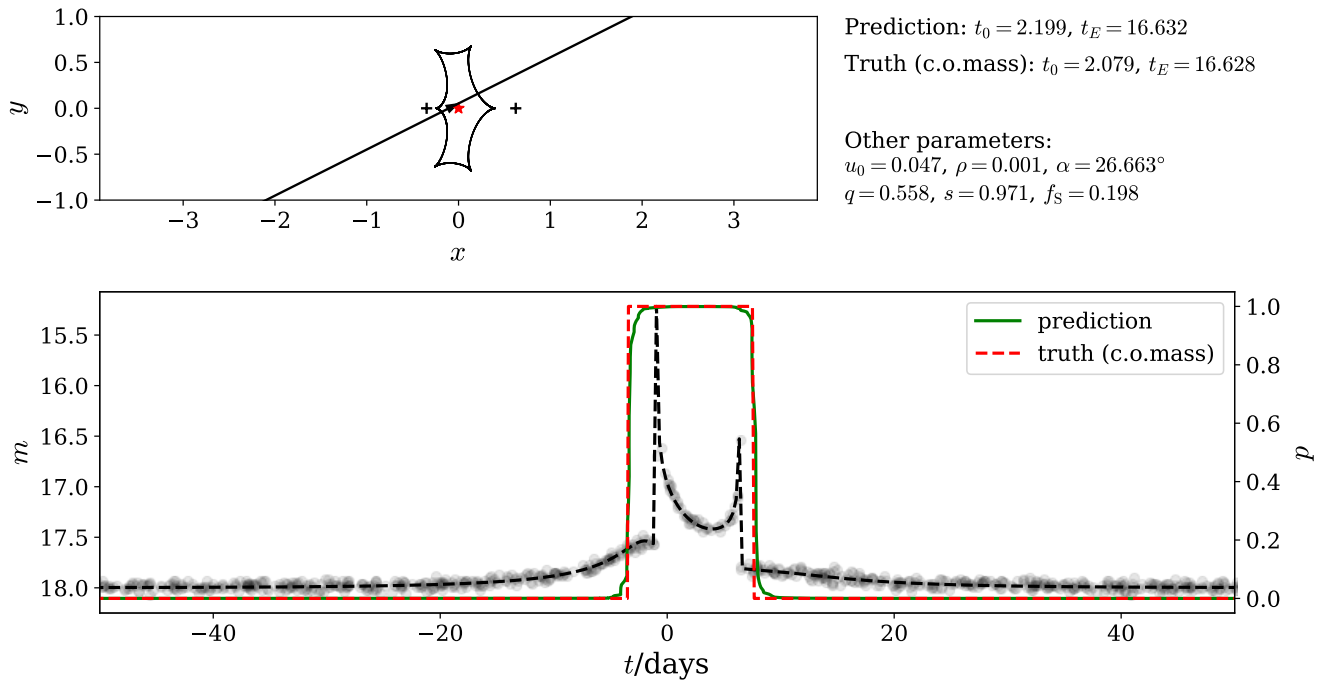 1.0
0.5
0.0
−0.5
−1.0
y
−3 −2 −1 0 1 2 3
x
Prediction: t₀ = 2.199, t_E = 16.632
Truth (c.o.mass): t₀ = 2.079, t_E = 16.628
Other parameters:
u₀ = 0.047, ρ = 0.001, α = 26.663°
q = 0.558, s = 0.971, f_S = 0.198
15.5
16.0
16.5
17.0
17.5
18.0
m
prediction
truth (c.o.mass)
1.0
0.8
0.6
0.4
0.2
0.0
p
−40 −20 0 20 40
t/days